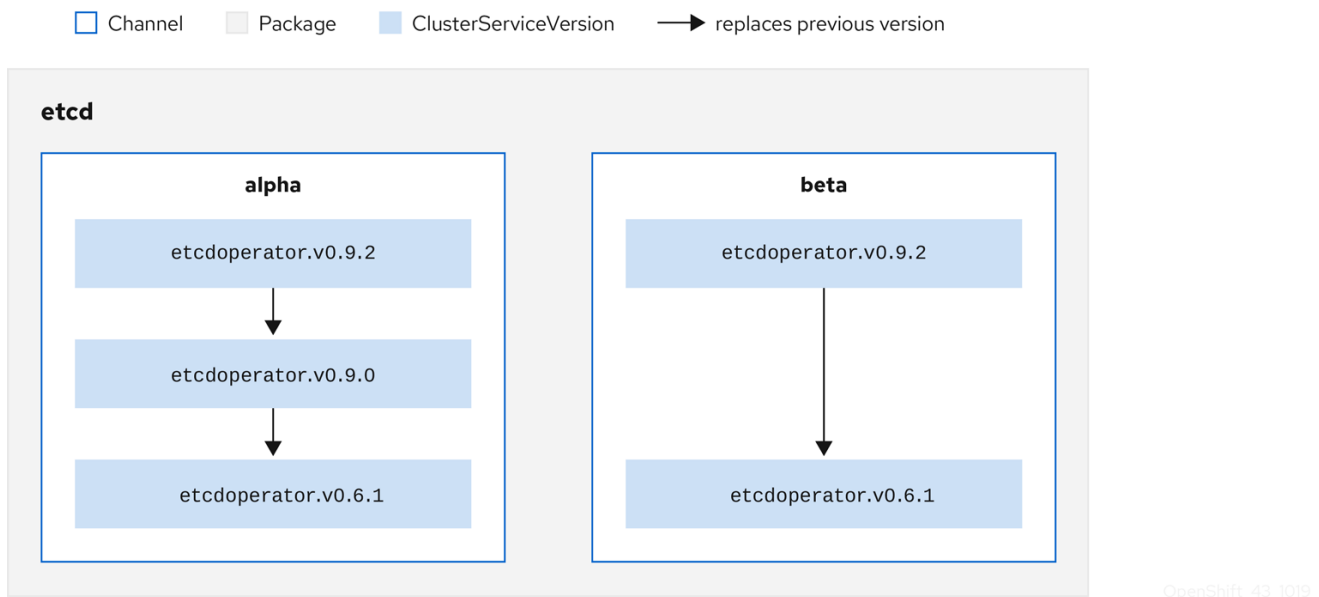 Channel Package ClusterServiceVersion replaces previous version
etcd
alpha
etcdoperator.v0.9.2
etcdoperator.v0.9.0
etcdoperator.v0.6.1
beta
etcdoperator.v0.9.2
etcdoperator.v0.6.1
OpenShift_43_1019